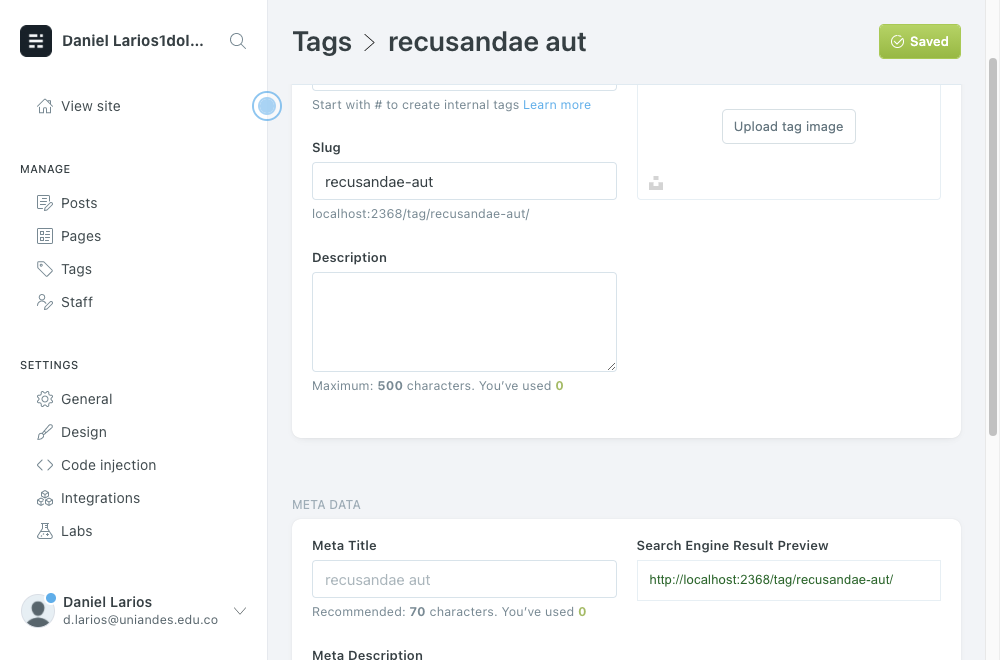 Daniel Larios1dol...
View site
MANAGE
Posts
Pages
Tags
Staff
SETTINGS
General
Design
Code injection
Integrations
Labs
Daniel Larios
d.larios@uniandes.edu.co
Tags > recusandae aut
Saved
Start with # to create internal tags Learn more
Upload tag image
Slug
recusandae-aut
localhost:2368/tag/recusandae-aut/
Description
Maximum: 500 characters. You've used 0
META DATA
Meta Title
recusandae aut
Recommended: 70 characters. You've used 0
Search Engine Result Preview
http://localhost:2368/tag/recusandae-aut/
Meta Description